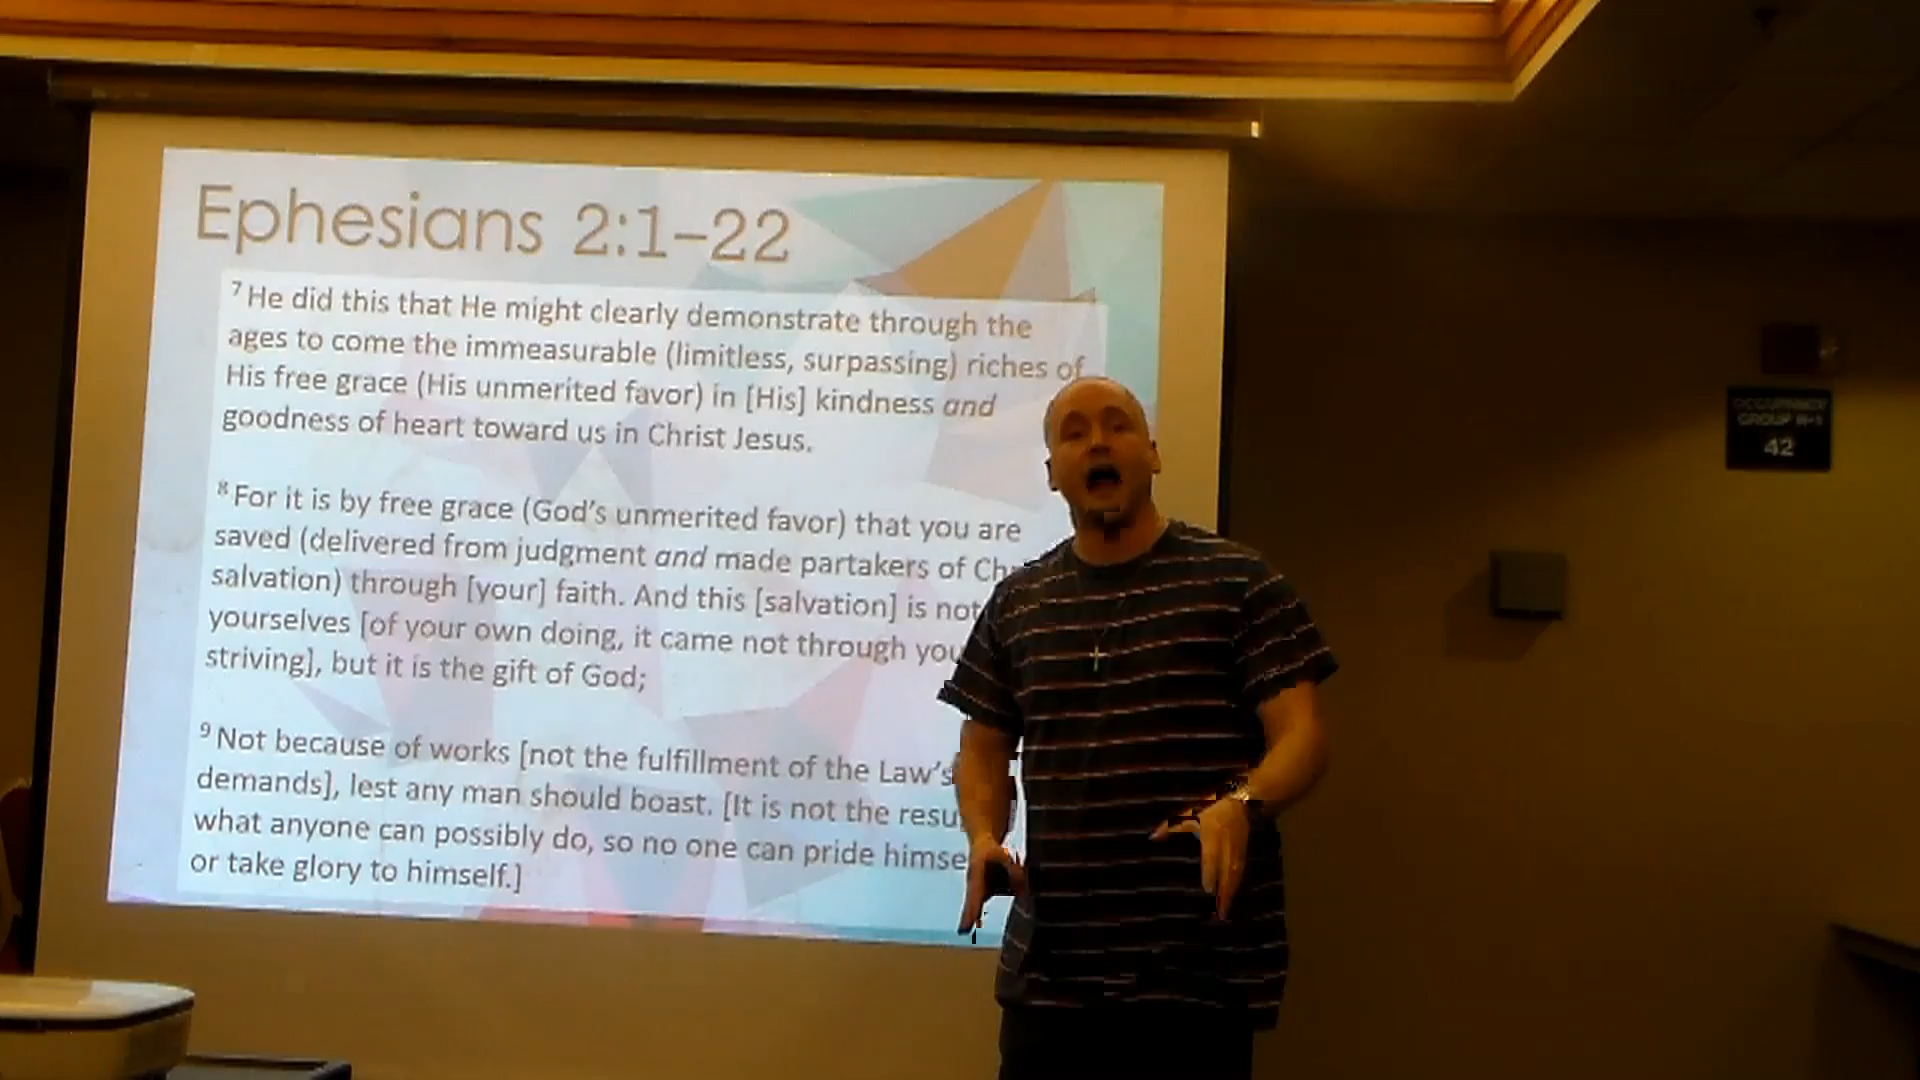 Ephesians 2:1–22
7 He did this that He might clearly demonstrate through the
ages to come the immeasurable (limitless, surpassing) riches of
His free grace (His unmerited favor) in [His] kindness and
goodness of heart toward us in Christ Jesus.
8 For it is by free grace (God's unmerited favor) that you are
saved (delivered from judgment and made partakers of
salvation) through [your] faith. And this [salvation] is not
yourselves [of your own doing, it came not through
striving], but it is the gift of God;
9 Not because of works [not the fulfillment of the Law's
demands], lest any man should boast. [It is not the
what anyone can possibly do, so no one can pride
or take glory to himself.]
OCCUPANCY
GROUP
42